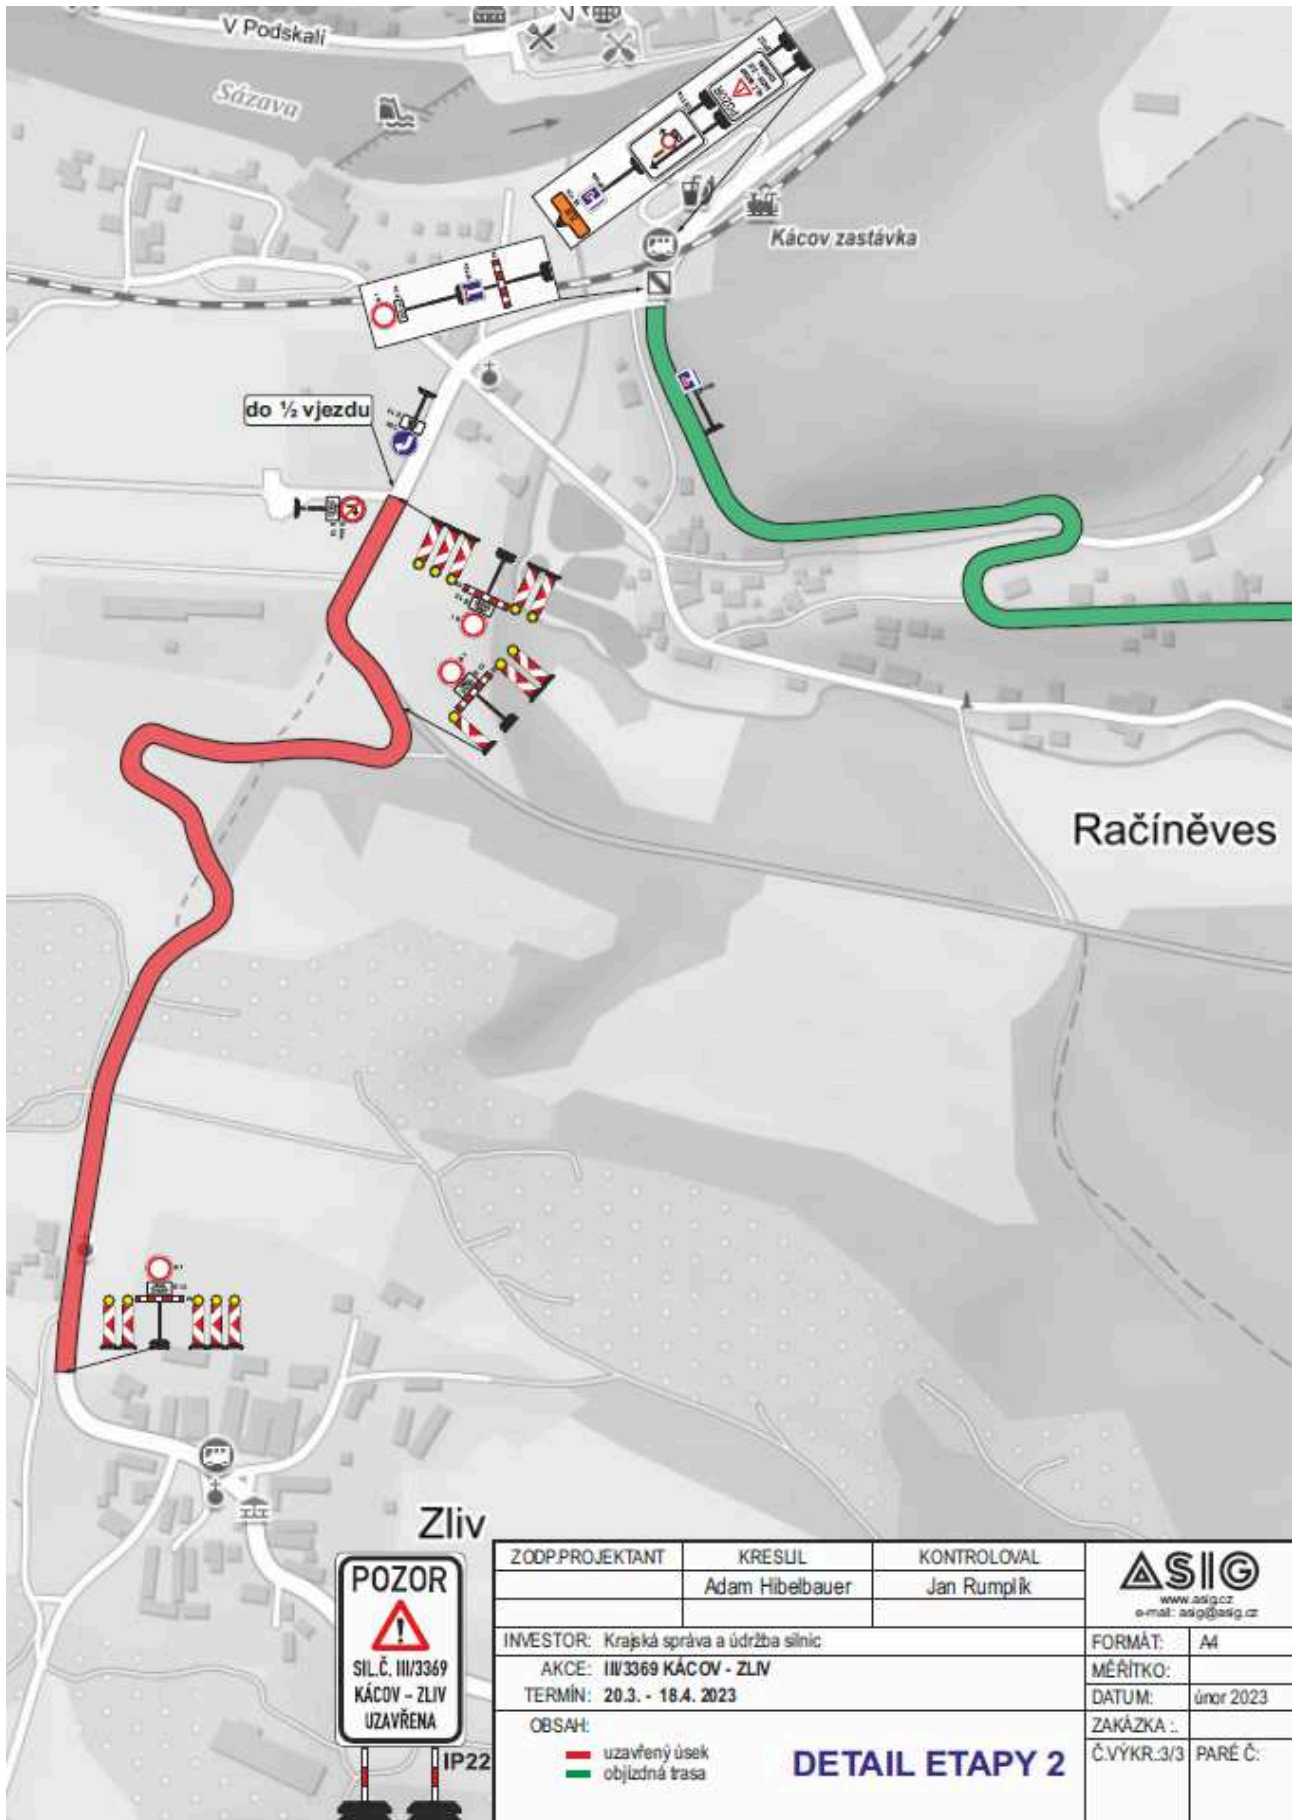 V Podskalí
Sázava
POZOR
Kácov zastávka
do ½ vjezdu
Račíněves
Zliv
POZOR
!
SIL.Č. III/3369
KÁCOV – ZLIV
UZAVŘENA
IP22
ZODP.PROJEKTANT KRESLIL KONTROLOVAL
Adam Hibelbauer Jan Rumplík
ASIG
www.asig.cz
e-mail: asig@asig.cz
INVESTOR: Krajská správa a údržba silnic
AKCE: III/3369 KÁCOV - ZLIV
TERMÍN: 20.3. - 18.4. 2023
OBSAH:
uzavřený úsek
objízdná trasa
DETAIL ETAPY 2
FORMÁT: A4
MĚŘÍTKO:
DATUM: únor 2023
ZAKÁZKA :.
Č.VÝKR.:3/3 PARÉ Č: